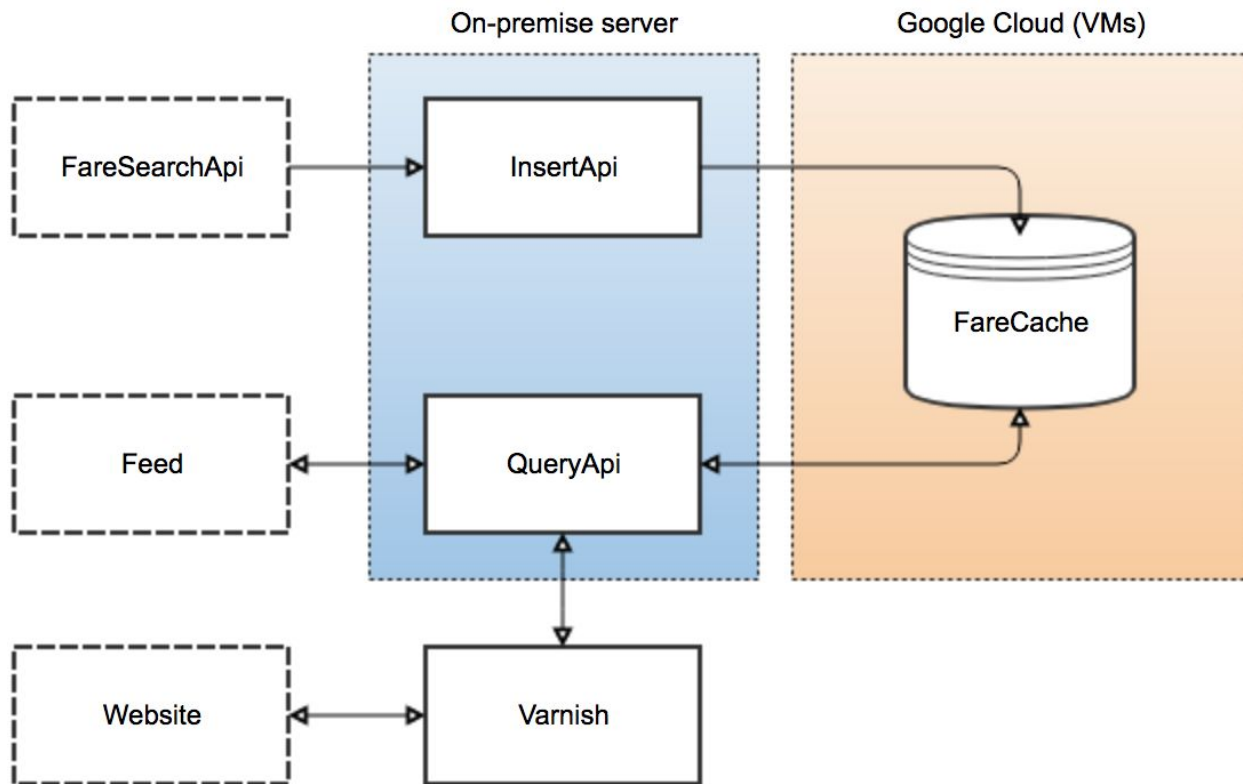 On-premise server
Google Cloud (VMs)
FareSearchApi
InsertApi
FareCache
Feed
QueryApi
Website
Varnish